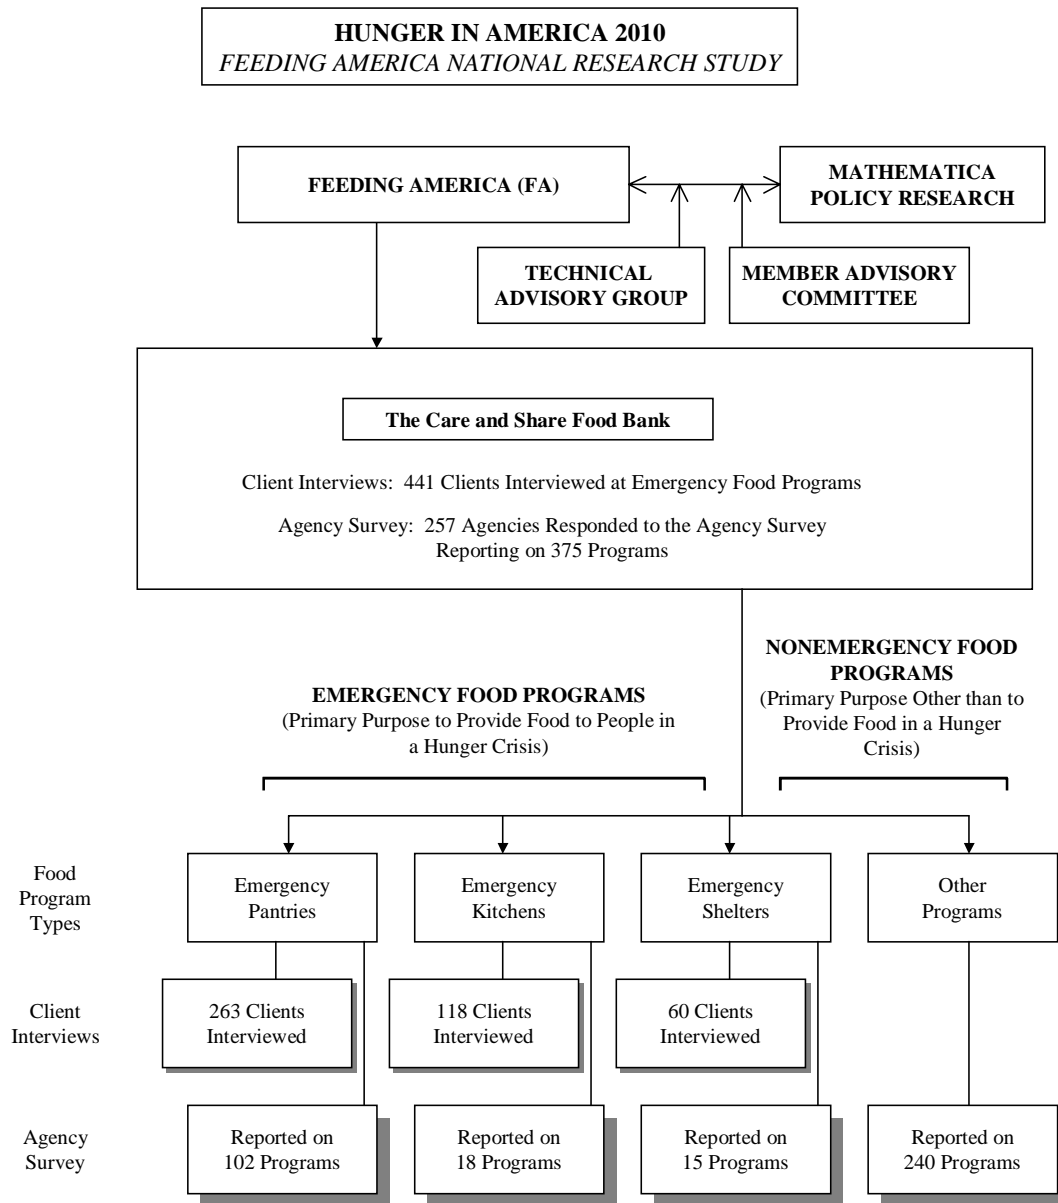 HUNGER IN AMERICA 2010
FEEDING AMERICA NATIONAL RESEARCH STUDY
FEEDING AMERICA (FA)
MATHEMATICA
POLICY RESEARCH
TECHNICAL
ADVISORY GROUP
MEMBER ADVISORY
COMMITTEE
The Care and Share Food Bank
Client Interviews:  441 Clients Interviewed at Emergency Food Programs
Agency Survey:  257 Agencies Responded to the Agency Survey
Reporting on 375 Programs
EMERGENCY FOOD PROGRAMS
(Primary Purpose to Provide Food to People in
a Hunger Crisis)
NONEMERGENCY FOOD
PROGRAMS
(Primary Purpose Other than to
Provide Food in a Hunger
Crisis)
Food
Program
Types
Emergency
Pantries
Emergency
Kitchens
Emergency
Shelters
Other
Programs
Client
Interviews
263 Clients
Interviewed
118 Clients
Interviewed
60 Clients
Interviewed
Agency
Survey
Reported on
102 Programs
Reported on
18 Programs
Reported on
15 Programs
Reported on
240 Programs